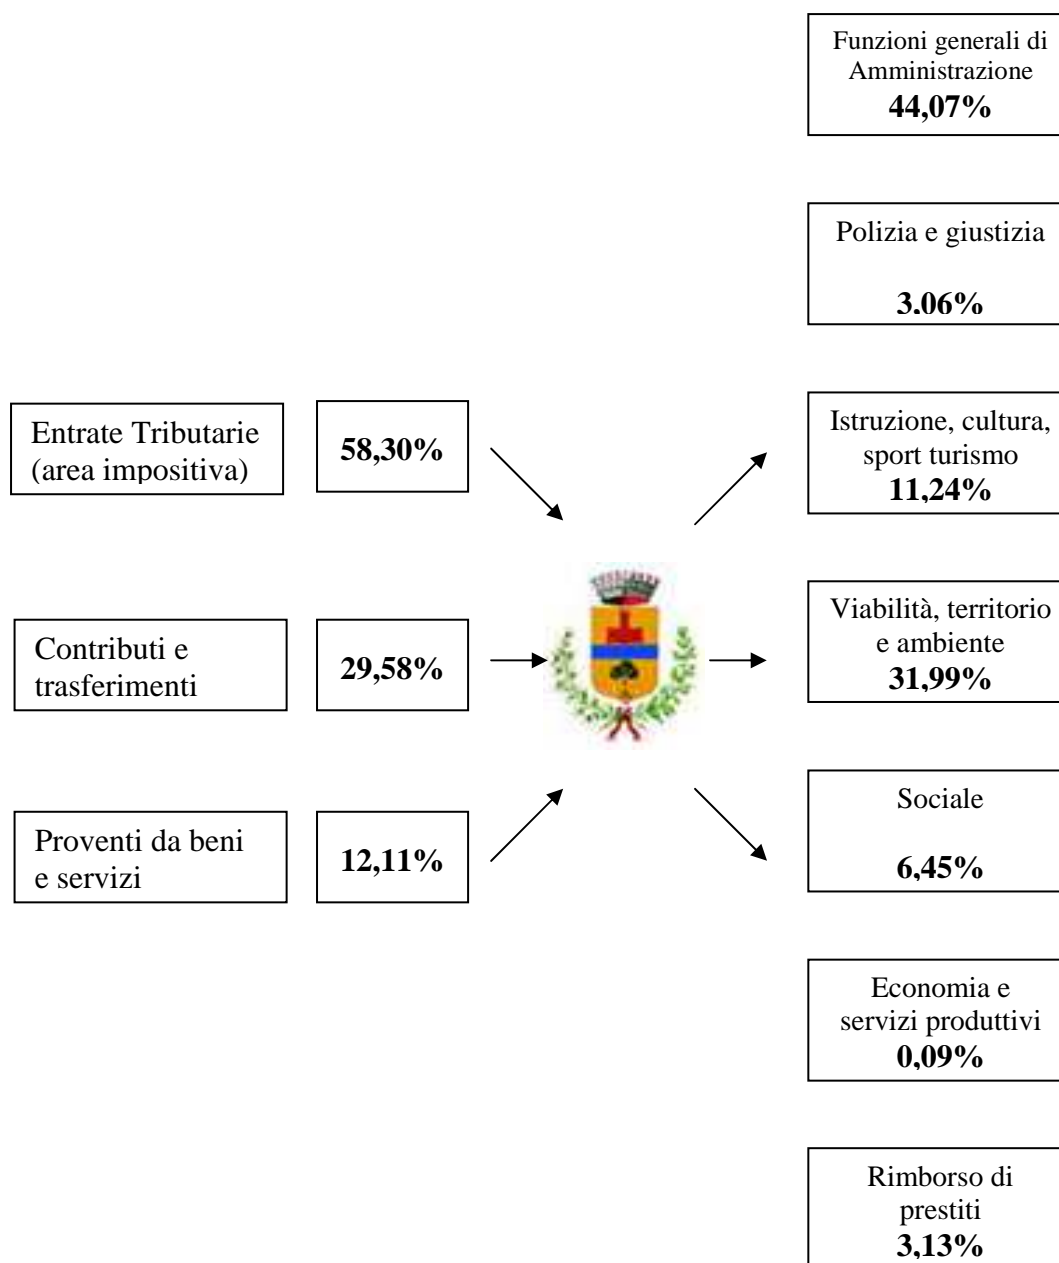 Funzioni generali di
Amministrazione
44,07%
Polizia e giustizia
3,06%
Entrate Tributarie
(area impositiva)
58,30%
Istruzione, cultura,
sport turismo
11,24%
Contributi e
trasferimenti
29,58%
Viabilità, territorio
e ambiente
31,99%
Proventi da beni
e servizi
12,11%
Sociale
6,45%
Economia e
servizi produttivi
0,09%
Rimborso di
prestiti
3,13%